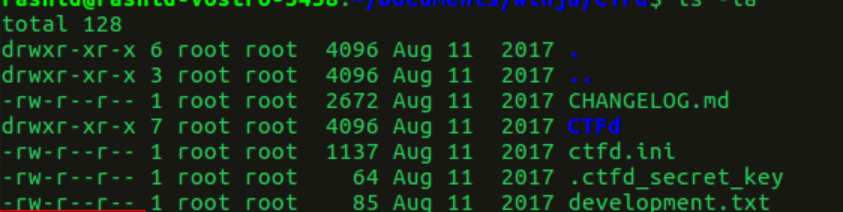 rashid@rashid-Vostro-3458:~/Documents/winja/CTFd$ ls -la
total 128
drwxr-xr-x 6 root root 4096 Aug 11 2017 .
drwxr-xr-x 3 root root 4096 Aug 11 2017 ..
-rw-r--r-- 1 root root 2672 Aug 11 2017 CHANGELOG.md
drwxr-xr-x 7 root root 4096 Aug 11 2017 CTFd
-rw-r--r-- 1 root root 1137 Aug 11 2017 ctfd.ini
-rw-r--r-- 1 root root 64 Aug 11 2017 .ctfd_secret_key
-rw-r--r-- 1 root root 85 Aug 11 2017 development.txt